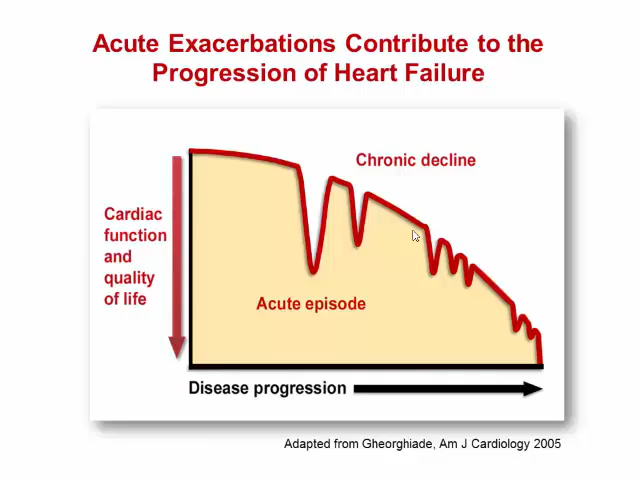 Acute Exacerbations Contribute to the
Progression of Heart Failure
Chronic decline
Cardiac
function
and
quality
of life
Acute episode
Disease progression
Adapted from Gheorghiade, Am J Cardiology 2005